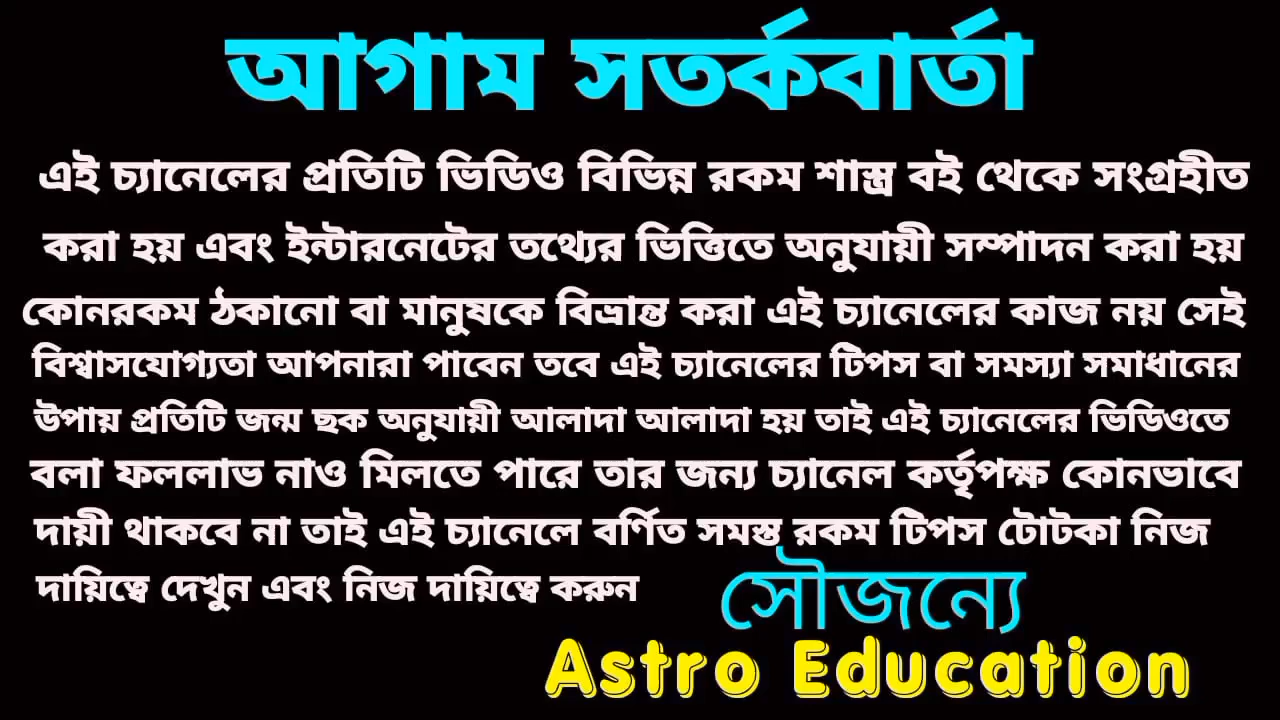 আগাম সতর্কবার্তা
এই চ্যানেলের প্রতিটি ভিডিও বিভিন্ন রকম শাস্ত্র বই থেকে সংগ্রহীত
করা হয় এবং ইন্টারনেটের তথ্যের ভিত্তিতে অনুযায়ী সম্পাদন করা হয়
কোনরকম ঠকানো বা মানুষকে বিভ্রান্ত করা এই চ্যানেলের কাজ নয় সেই
বিশ্বাসযোগ্যতা আপনারা পাবেন তবে এই চ্যানেলের টিপস বা সমস্যা সমাধানের
উপায় প্রতিটি জন্ম ছক অনুযায়ী আলাদা আলাদা হয় তাই এই চ্যানেলের ভিডিওতে
বলা ফললাভ নাও মিলতে পারে তার জন্য চ্যানেল কর্তৃপক্ষ কোনভাবে
দায়ী থাকবে না তাই এই চ্যানেলে বর্ণিত সমস্ত রকম টিপস টোটকা নিজ
দায়িত্বে দেখুন এবং নিজ দায়িত্বে করুন
সৌজন্যে
Astro Education